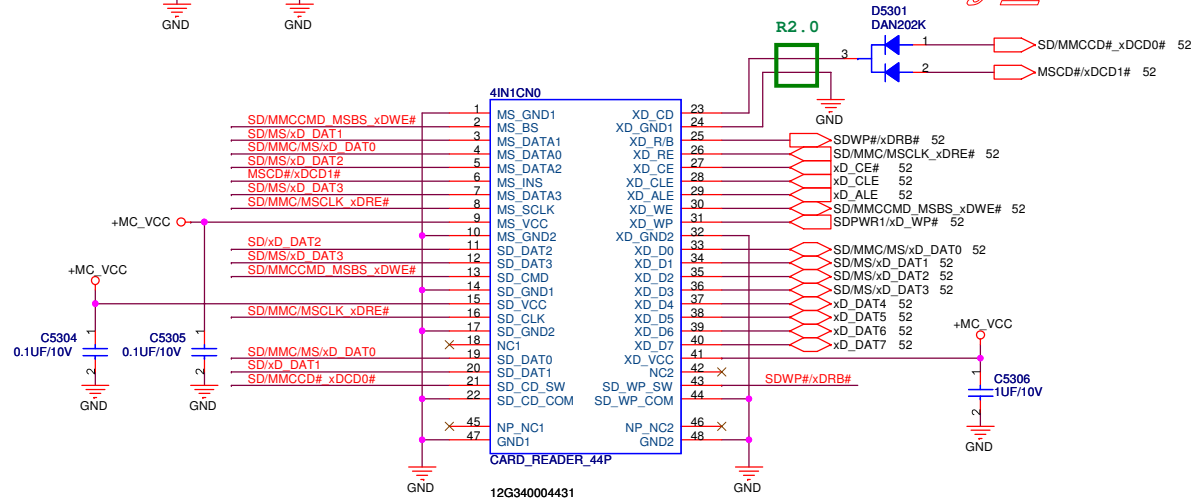 GND
GND
R2.0
D5301
DAN202K
3
1
SD/MMCCD#_xDCD0# 52
2
MSCD#/xDCD1# 52
GND
4IN1CN0
1 MS_GND1 XD_CD 23
SD/MMCCMD_MSBS_xDWE# 2 MS_BS XD_GND1 24
SD/MS/xD_DAT1 3 MS_DATA1 XD_R/B 25 SDWP#/xDRB# 52
SD/MMC/MS/xD_DAT0 4 MS_DATA0 XD_RE 26 SD/MMC/MSCLK_xDRE# 52
SD/MS/xD_DAT2 5 MS_DATA2 XD_CE 27 xD_CE# 52
MSCD#/xDCD1# 6 MS_INS XD_CLE 28 xD_CLE 52
SD/MS/xD_DAT3 7 MS_DATA3 XD_ALE 29 xD_ALE 52
SD/MMC/MSCLK_xDRE# 8 MS_SCLK XD_WE 30 SD/MMCCMD_MSBS_xDWE# 52
+MC_VCC 9 MS_VCC XD_WP 31 SDPWR1/xD_WP# 52
10 MS_GND2 XD_GND2 32
SD/xD_DAT2 11 SD_DAT2 XD_D0 33 SD/MMC/MS/xD_DAT0 52
SD/MS/xD_DAT3 12 SD_DAT3 XD_D1 34 SD/MS/xD_DAT1 52
SD/MMCCMD_MSBS_xDWE# 13 SD_CMD XD_D2 35 SD/MS/xD_DAT2 52
+MC_VCC
14 SD_GND1 XD_D3 36 SD/MS/xD_DAT3 52
15 SD_VCC XD_D4 37 xD_DAT4 52
SD/MMC/MSCLK_xDRE# 16 SD_CLK XD_D5 38 xD_DAT5 52
17 SD_GND2 XD_D6 39 xD_DAT6 52
18 NC1 XD_D7 40 xD_DAT7 52
+MC_VCC
SD/MMC/MS/xD_DAT0 19 SD_DAT0 XD_VCC 41
SD/xD_DAT1 20 SD_DAT1 NC2 42
SD/MMCCD#_xDCD0# 21 SD_CD_SW SD_WP_SW 43 SDWP#/xDRB#
22 SD_CD_COM SD_WP_COM 44
45 NP_NC1 NP_NC2 46
47 GND1 GND2 48
C5304
0.1UF/10V
1
2
GND
C5305
0.1UF/10V
1
2
GND
C5306
1UF/10V
1
2
GND
CARD_READER_44P
GND
GND
12G340004431